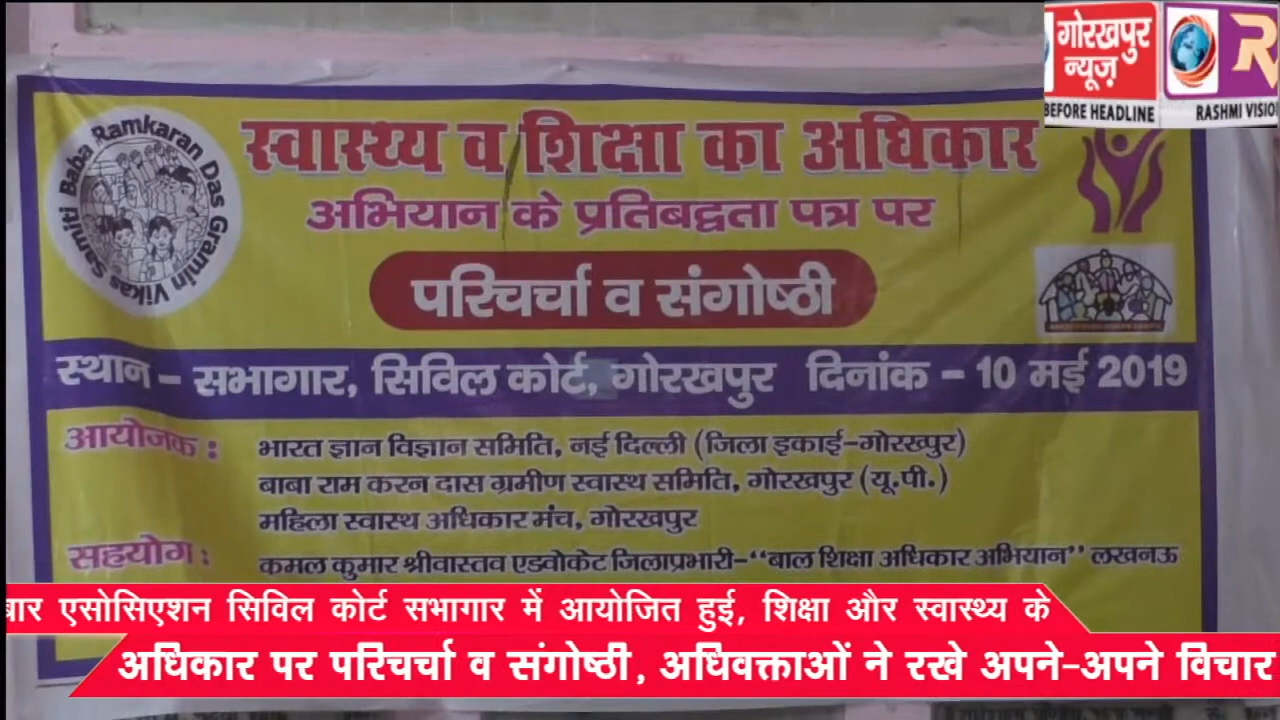 गोरखपुर
न्यूज़
BEFORE HEADLINE
R
RASHMI VISIO
Baba Ramkaran Das Gramin Vikas Samiti
स्वास्थ्य व शिक्षा का अधिकार
अभियान के प्रतिबद्वता पत्र पर
परिचर्चा व संगोष्ठी
स्थान – सभागार, सिविल कोर्ट, गोरखपुर दिनांक – 10 मई 2019
आयोजक : भारत ज्ञान विज्ञान समिति, नई दिल्ली (जिला इकाई–गोरखपुर)
बाबा राम करन दास ग्रमीण स्वास्थ समिति, गोरखपुर (यू.पी.)
महिला स्वास्थ अधिकार मंच, गोरखपुर
सहयोग : कमल कुमार श्रीवास्तव एडवोकेट जिलाप्रभारी–“बाल शिक्षा अधिकार अभियान” लखनऊ
बार एसोसिएशन सिविल कोर्ट सभागार में आयोजित हुई, शिक्षा और स्वास्थ्य के
अधिकार पर परिचर्चा व संगोष्ठी, अधिवक्ताओं ने रखे अपने–अपने विचार